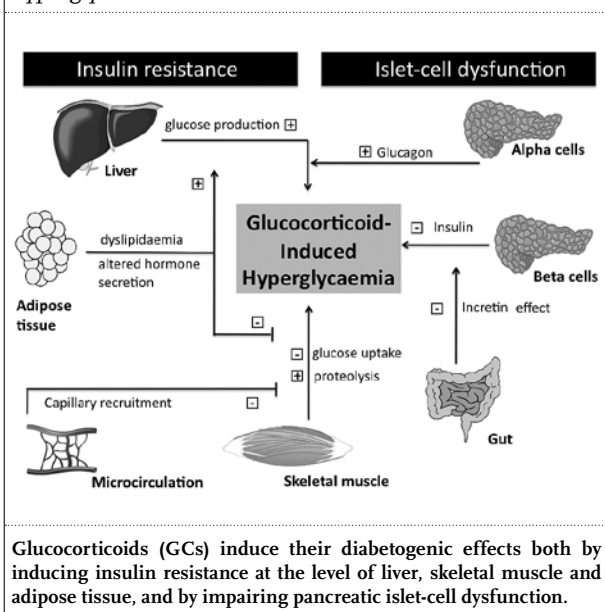 Insulin resistance
Islet-cell dysfunction
glucose production +
Liver
+ Glucagon
Alpha cells
+
dyslipidaemia
altered hormone
secretion
Adipose
tissue
Glucocorticoid-
Induced
Hyperglycaemia
- Insulin
Beta cells
- Incretin effect
Gut
-
- glucose uptake
+ proteolysis
Capillary recruitment
-
Microcirculation
Skeletal muscle
Glucocorticoids (GCs) induce their diabetogenic effects both by
inducing insulin resistance at the level of liver, skeletal muscle and
adipose tissue, and by impairing pancreatic islet-cell dysfunction.